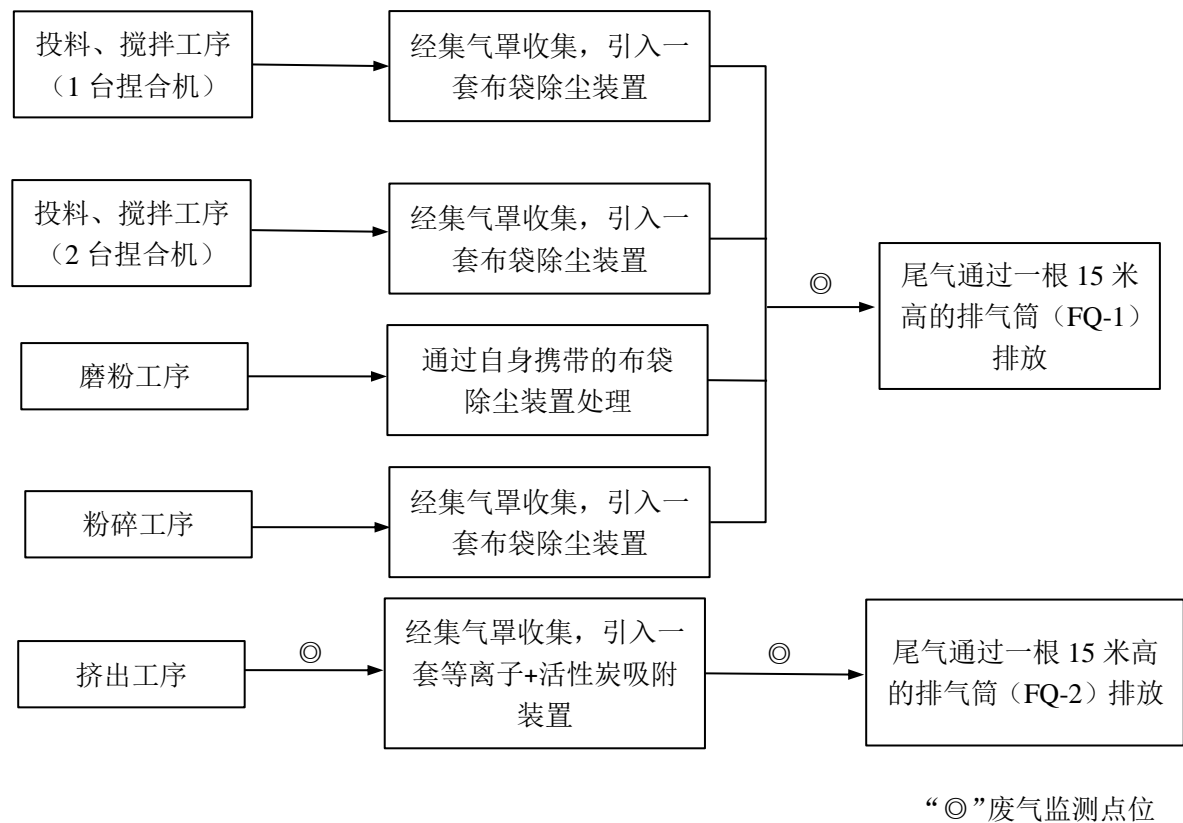 投料、搅拌工序
（1 台捏合机）
经集气罩收集，引入一
套布袋除尘装置
投料、搅拌工序
（2 台捏合机）
经集气罩收集，引入一
套布袋除尘装置
磨粉工序
通过自身携带的布袋
除尘装置处理
粉碎工序
经集气罩收集，引入一
套布袋除尘装置
◎
尾气通过一根 15 米
高的排气筒（FQ-1）
排放
挤出工序
◎
经集气罩收集，引入一
套等离子+活性炭吸附
装置
◎
尾气通过一根 15 米高
的排气筒（FQ-2）排放
“◎”废气监测点位